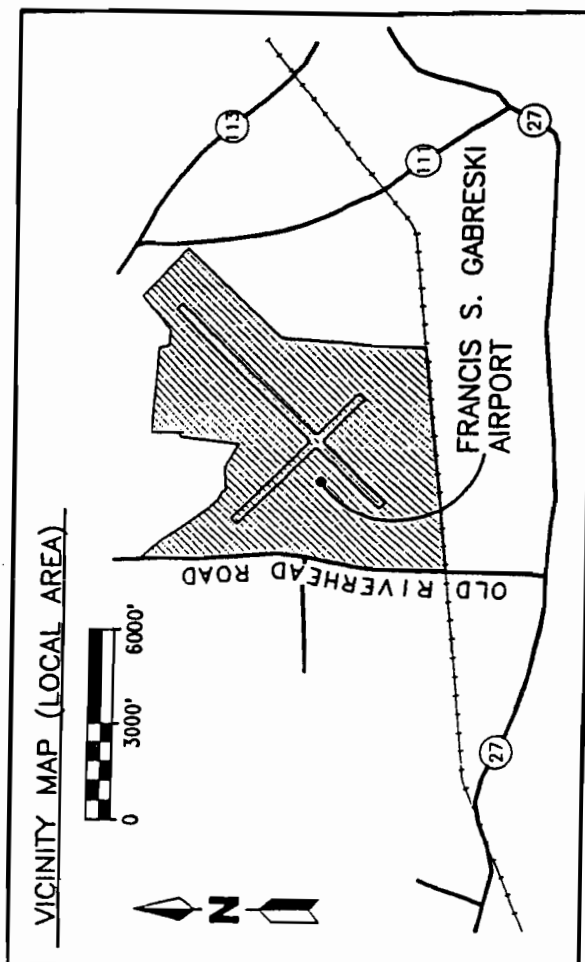 VICINITY MAP (LOCAL AREA)
0 3000' 6000'
N
113
111
27
OLD RIVERHEAD ROAD
FRANCIS S. GABRESKI
AIRPORT
27